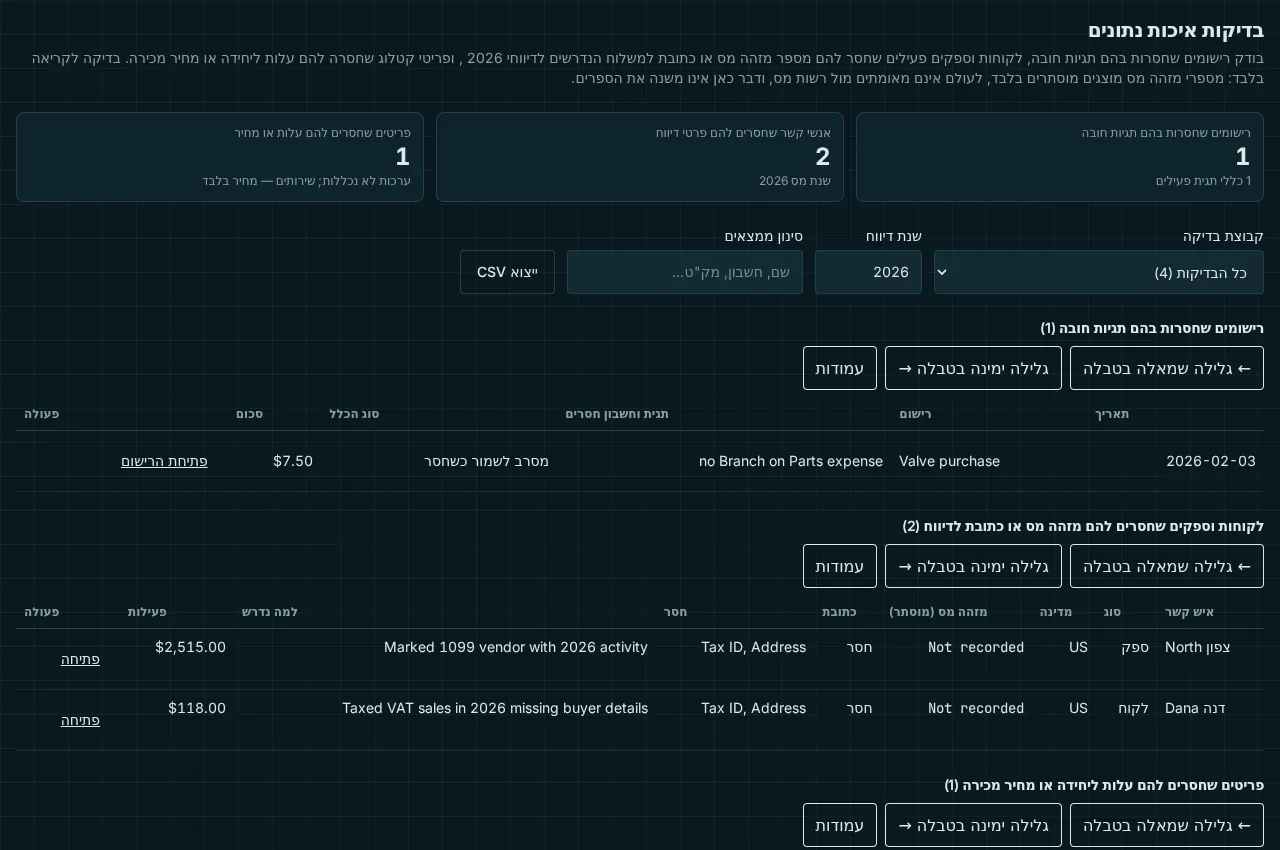 בדיקות איכות נתונים
בודק רישומים שחסרות בהם תגיות חובה, לקוחות וספקים פעילים שחסר להם מספר מזהה מס או כתובת למשלוח הנדרשים לדיווחי 2026 , ופריטי קטלוג שחסרה להם עלות ליחידה או מחיר מכירה. בדיקה לקריאה
בלבד: מספרי מזהה מס מוצגים מוסתרים בלבד, לעולם אינם מאומתים מול רשות מס, ודבר כאן אינו משנה את הספרים.
רישומים שחסרות בהם תגיות חובה
1
1 כללי תגית פעילים
אנשי קשר שחסרים להם פרטי דיווח
2
שנת מס 2026
פריטים שחסרים להם עלות או מחיר
1
ערכות לא נכללות; שירותים — מחיר בלבד
קבוצת בדיקה
שנת דיווח
סינון ממצאים
כל הבדיקות (4)
2026
שם, חשבון, מק"ט...
ייצוא CSV
רישומים שחסרות בהם תגיות חובה (1)
← גלילה שמאלה בטבלה
גלילה ימינה בטבלה →
עמודות
תאריך רישום תגית וחשבון חסרים סוג הכלל סכום פעולה
2026-02-03 Valve purchase no Branch on Parts expense מסרב לשמור כשחסר $7.50 פתיחת הרישום
לקוחות וספקים שחסרים להם מזהה מס או כתובת לדיווח (2)
← גלילה שמאלה בטבלה
גלילה ימינה בטבלה →
עמודות
איש קשר סוג מדינה מזהה מס (מוסתר) כתובת חסר למה נדרש פעילות פעולה
צפון North ספק US Not recorded חסר Tax ID, Address Marked 1099 vendor with 2026 activity $2,515.00 פתיחה
דנה Dana לקוח US Not recorded חסר Tax ID, Address Taxed VAT sales in 2026 missing buyer details $118.00 פתיחה
פריטים שחסרים להם עלות ליחידה או מחיר מכירה (1)
← גלילה שמאלה בטבלה
גלילה ימינה בטבלה →
עמודות